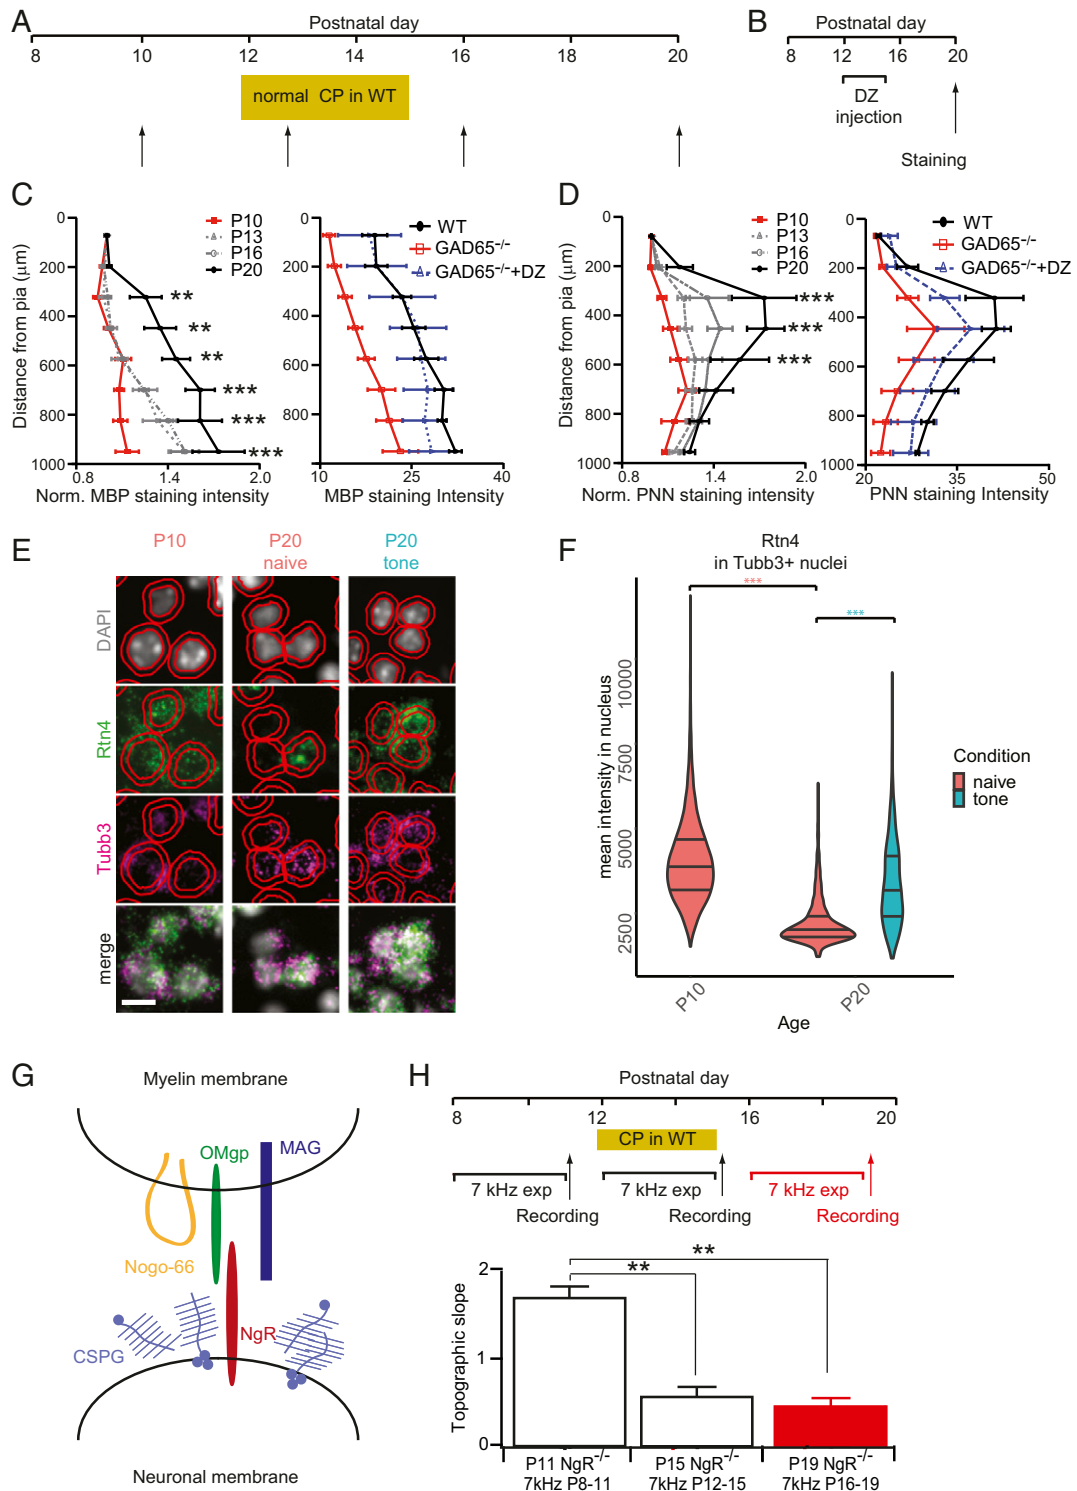 A
Postnatal day
8 10 12 14 16 18 20
normal CP in WT
B
Postnatal day
8 12 16 20
DZ
injection
Staining
C
Distance from pia (μm)
0
200
400
600
800
1000
P10
P13
P16
P20
**
**
**
***
***
***
0.8 1.4 2.0
Norm. MBP staining intensity
0
200
400
600
800
1000
WT
GAD65⁻/⁻
GAD65⁻/⁻+DZ
10 25 40
MBP staining Intensity
D
Distance from pia (μm)
0
200
400
600
800
1000
P10
P13
P16
P20
***
***
***
0.8 1.4 2.0
Norm. PNN staining intensity
0
200
400
600
800
1000
WT
GAD65⁻/⁻
GAD65⁻/⁻+DZ
20 35 50
PNN staining Intensity
E
P10
P20
naive
P20
tone
DAPI
Rtn4
Tubb3
merge
F
Rtn4
in Tubb3+ nuclei
***
***
mean intensity in nucleus
10000
7500
5000
2500
P10 P20
Age
Condition
naive
tone
G
Myelin membrane
OMgp
MAG
Nogo-66
NgR
CSPG
Neuronal membrane
H
Postnatal day
8 12 16 20
CP in WT
7 kHz exp 7 kHz exp 7 kHz exp
Recording Recording Recording
**
**
Topographic slope
2
1
0
P11 NgR⁻/⁻ P15 NgR⁻/⁻ P19 NgR⁻/⁻
7kHz P8-11 7kHz P12-15 7kHz P16-19